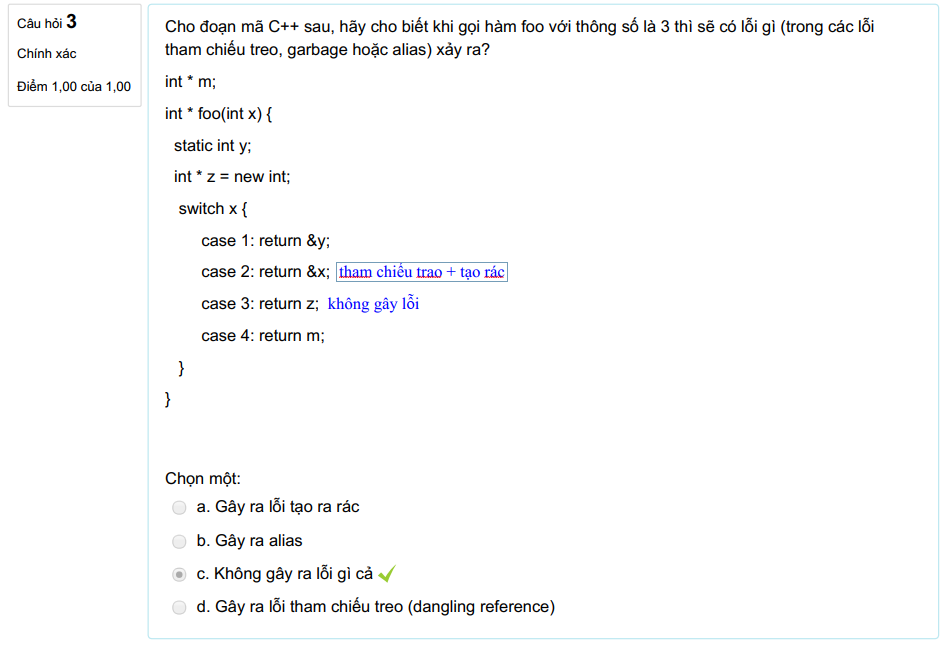 Câu hỏi 3
Chính xác
Điểm 1,00 của 1,00
Cho đoạn mã C++ sau, hãy cho biết khi gọi hàm foo với thông số là 3 thì sẽ có lỗi gì (trong các lỗi
tham chiếu treo, garbage hoặc alias) xảy ra?
int * m;
int * foo(int x) {
static int y;
int * z = new int;
switch x {
case 1: return &y;
case 2: return &x; tham chiếu trao + tạo rác
case 3: return z; không gây lỗi
case 4: return m;
}
}
Chọn một:
a. Gây ra lỗi tạo ra rác
b. Gây ra alias
c. Không gây ra lỗi gì cả
d. Gây ra lỗi tham chiếu treo (dangling reference)